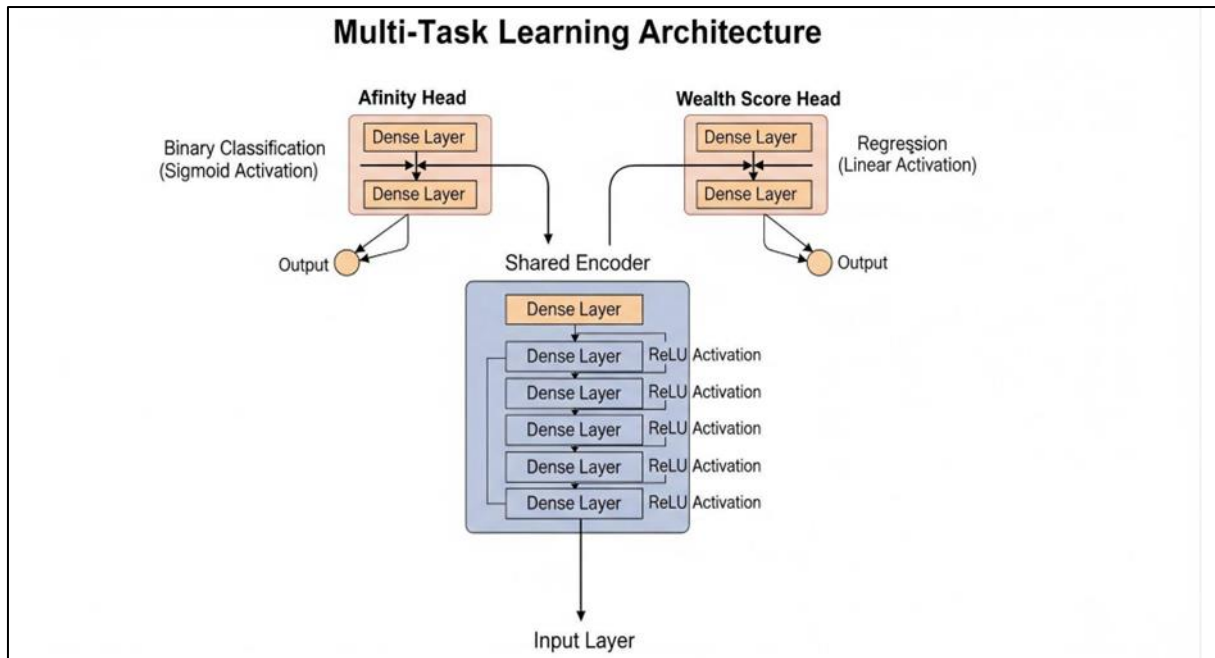 Multi-Task Learning Architecture
Afinity Head
Dense Layer
Binary Classification
(Sigmoid Activation)
Dense Layer
Output
Wealth Score Head
Dense Layer
Regression
(Linear Activation)
Dense Layer
Output
Shared Encoder
Dense Layer
Dense Layer ReLU Activation
Dense Layer ReLU Activation
Dense Layer ReLU Activation
Dense Layer ReLU Activation
Dense Layer ReLU Activation
Input Layer